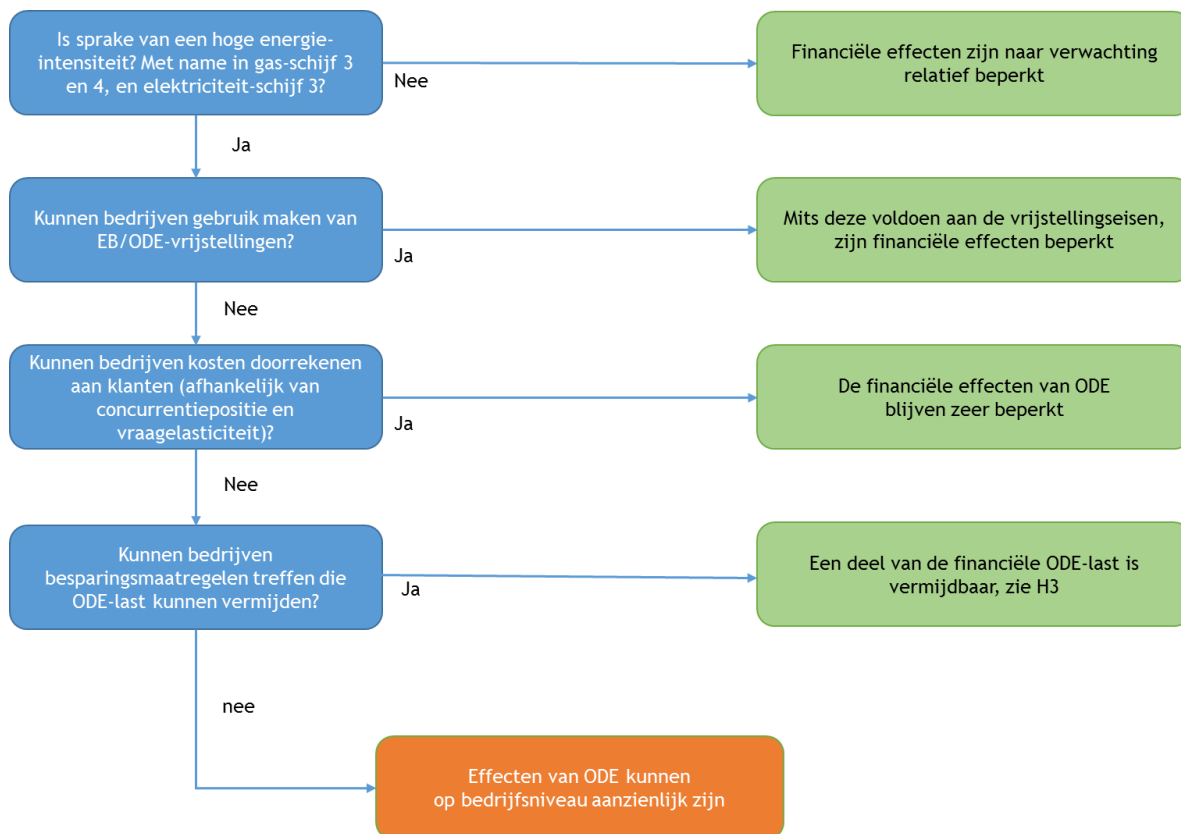 Is sprake van een hoge energie-
intensiteit? Met name in gas-schijf 3
en 4, en elektriciteit-schijf 3?
Nee
Financiële effecten zijn naar verwachting
relatief beperkt
Ja
Kunnen bedrijven gebruik maken van
EB/ODE-vrijstellingen?
Ja
Mits deze voldoen aan de vrijstellingseisen,
zijn financiële effecten beperkt
Nee
Kunnen bedrijven kosten doorrekenen
aan klanten (afhankelijk van
concurrentiepositie en
vraagelasticiteit)?
Ja
De financiële effecten van ODE
blijven zeer beperkt
Nee
Kunnen bedrijven
besparingsmaatregelen treffen die
ODE-last kunnen vermijden?
Ja
Een deel van de financiële ODE-last is
vermijdbaar, zie H3
nee
Effecten van ODE kunnen
op bedrijfsniveau aanzienlijk zijn